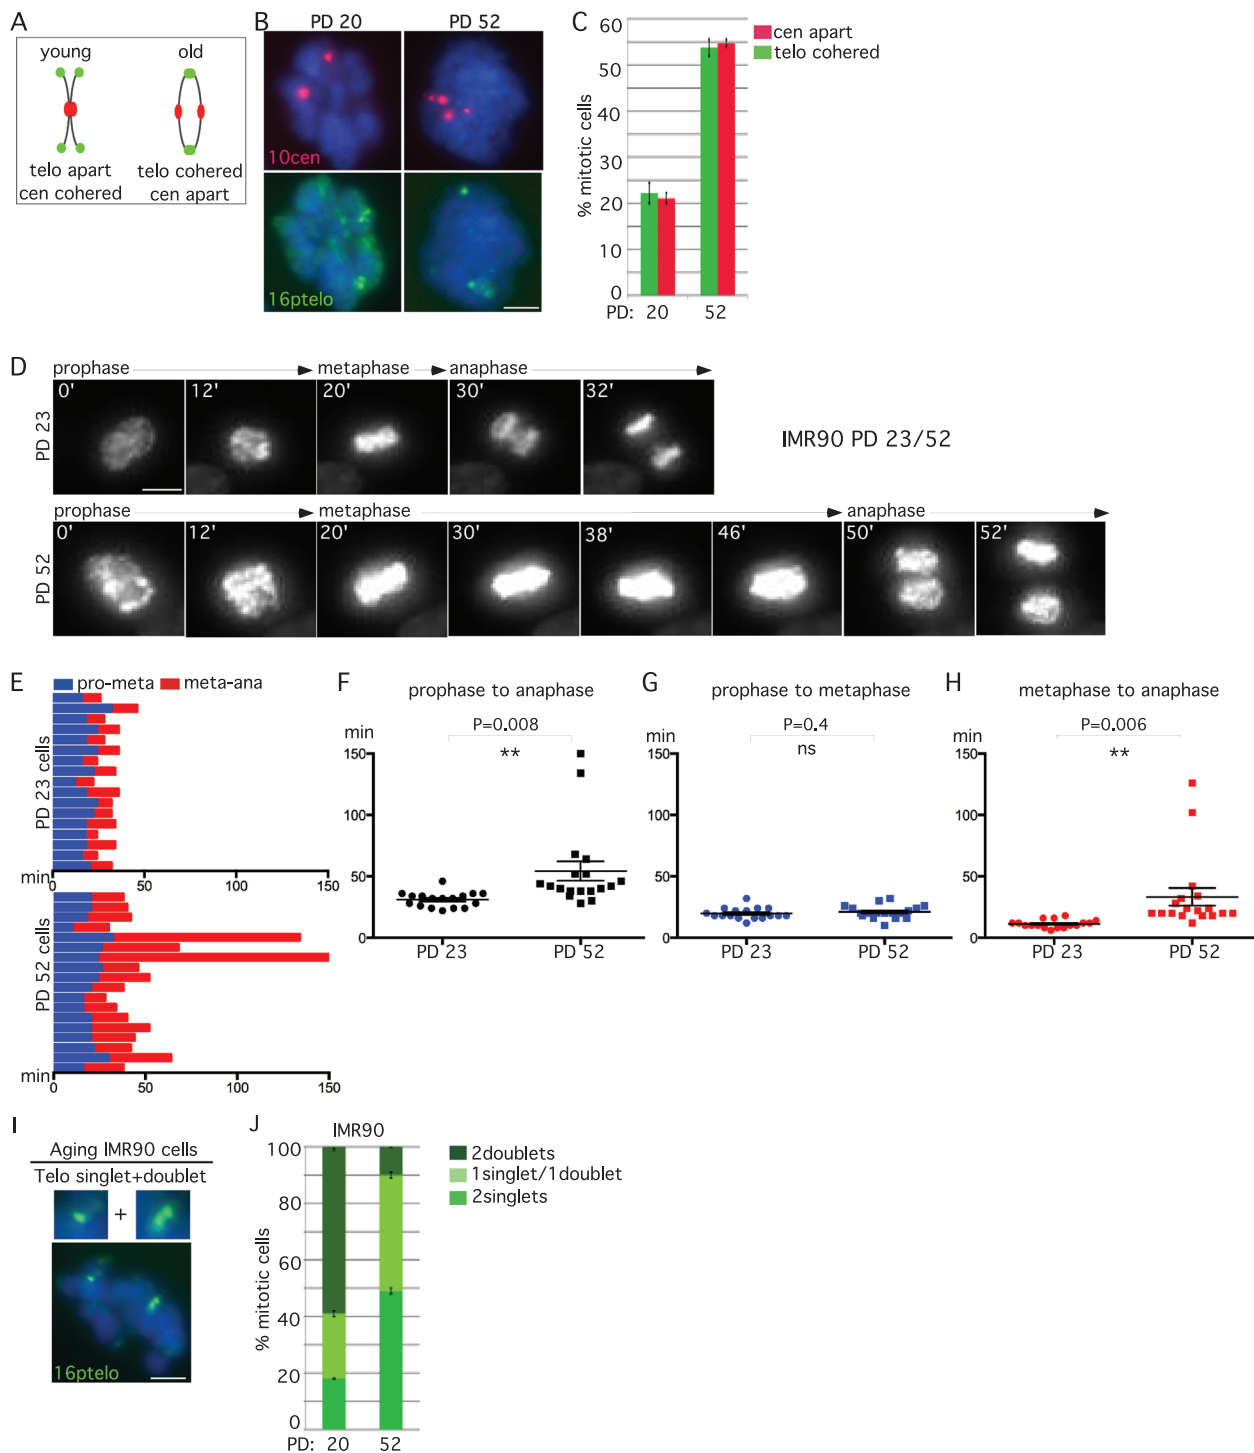 A
young
old
telo apart
cen cohered
telo cohered
cen apart
B
PD 20
PD 52
10cen
16ptelo
C
60
50
40
30
20
10
0
% mitotic cells
PD:
20
52
cen apart
telo cohered
D
prophase
metaphase
anaphase
PD 23
0'
12'
20'
30'
32'
IMR90 PD 23/52
prophase
metaphase
anaphase
PD 52
0'
12'
20'
30'
38'
46'
50'
52'
E
pro-meta
meta-ana
PD 23 cells
min
0
50
100
150
PD 52 cells
min
0
50
100
150
F
prophase to anaphase
P=0.008
**
min
150
100
50
0
PD 23
PD 52
G
prophase to metaphase
P=0.4
ns
min
150
100
50
0
PD 23
PD 52
H
metaphase to anaphase
P=0.006
**
min
150
100
50
0
PD 23
PD 52
I
Aging IMR90 cells
Telo singlet+doublet
+
16ptelo
J
IMR90
100
80
60
40
20
0
% mitotic cells
PD:
20
52
2doublets
1singlet/1doublet
2singlets